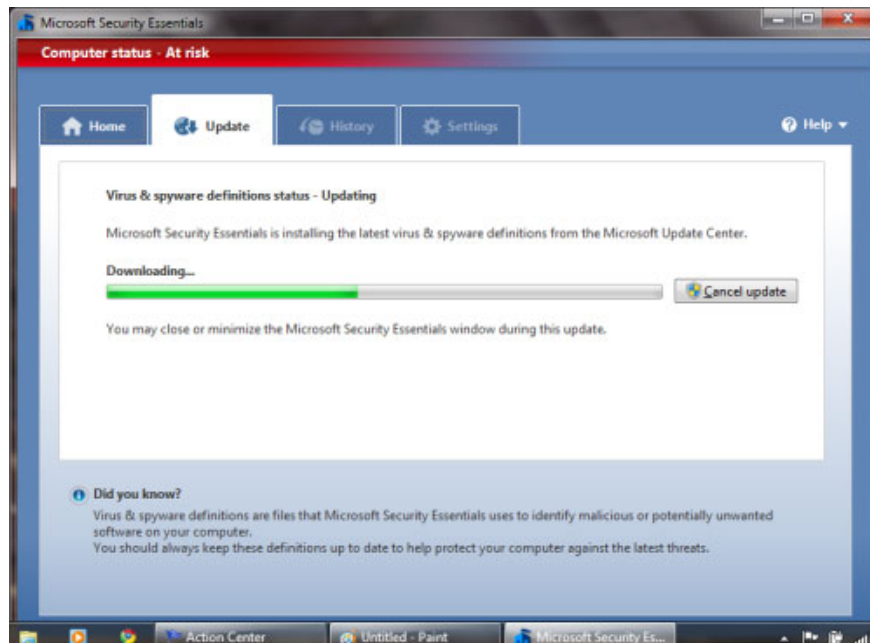 Microsoft Security Essentials
Computer status - At risk
Home
Update
History
Settings
Help
Virus & spyware definitions status - Updating
Microsoft Security Essentials is installing the latest virus & spyware definitions from the Microsoft Update Center.
Downloading...
Cancel update
You may close or minimize the Microsoft Security Essentials window during this update.
Did you know?
Virus & spyware definitions are files that Microsoft Security Essentials uses to identify malicious or potentially unwanted
software on your computer.
You should always keep these definitions up to date to help protect your computer against the latest threats.
Action Center
Untitled - Paint
Microsoft Security Es...